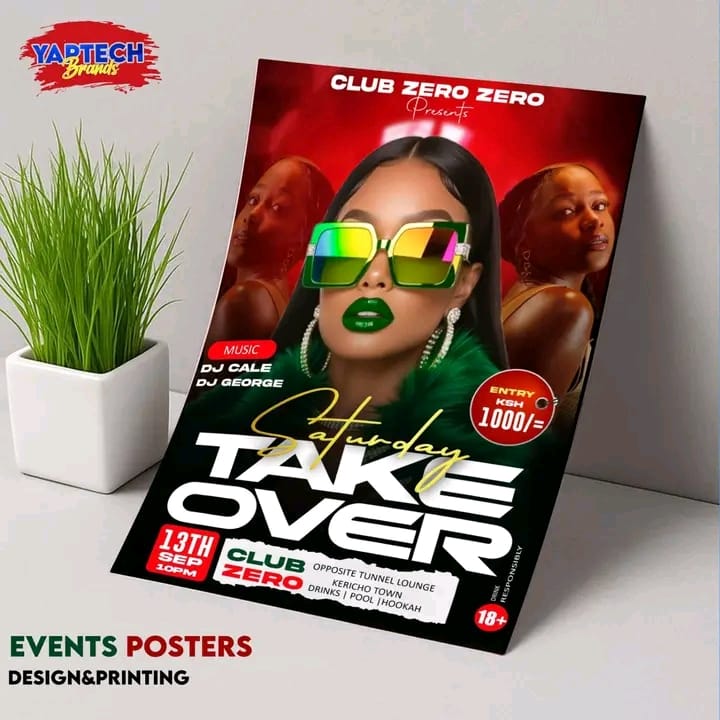 YAPTECH
Brands
CLUB ZERO ZERO
Presents
MUSIC
DJ CALE
DJ GEORGE
ENTRY
KSH
1000/=
Saturday
TAKE
OVER
13TH
SEP
10PM
CLUB
ZERO
OPPOSITE TUNNEL LOUNGE
KERICHO TOWN
DRINKS | POOL |HOOKAH
DRINK
RESPONSIBLY
18+
EVENTS POSTERS
DESIGN&PRINTING